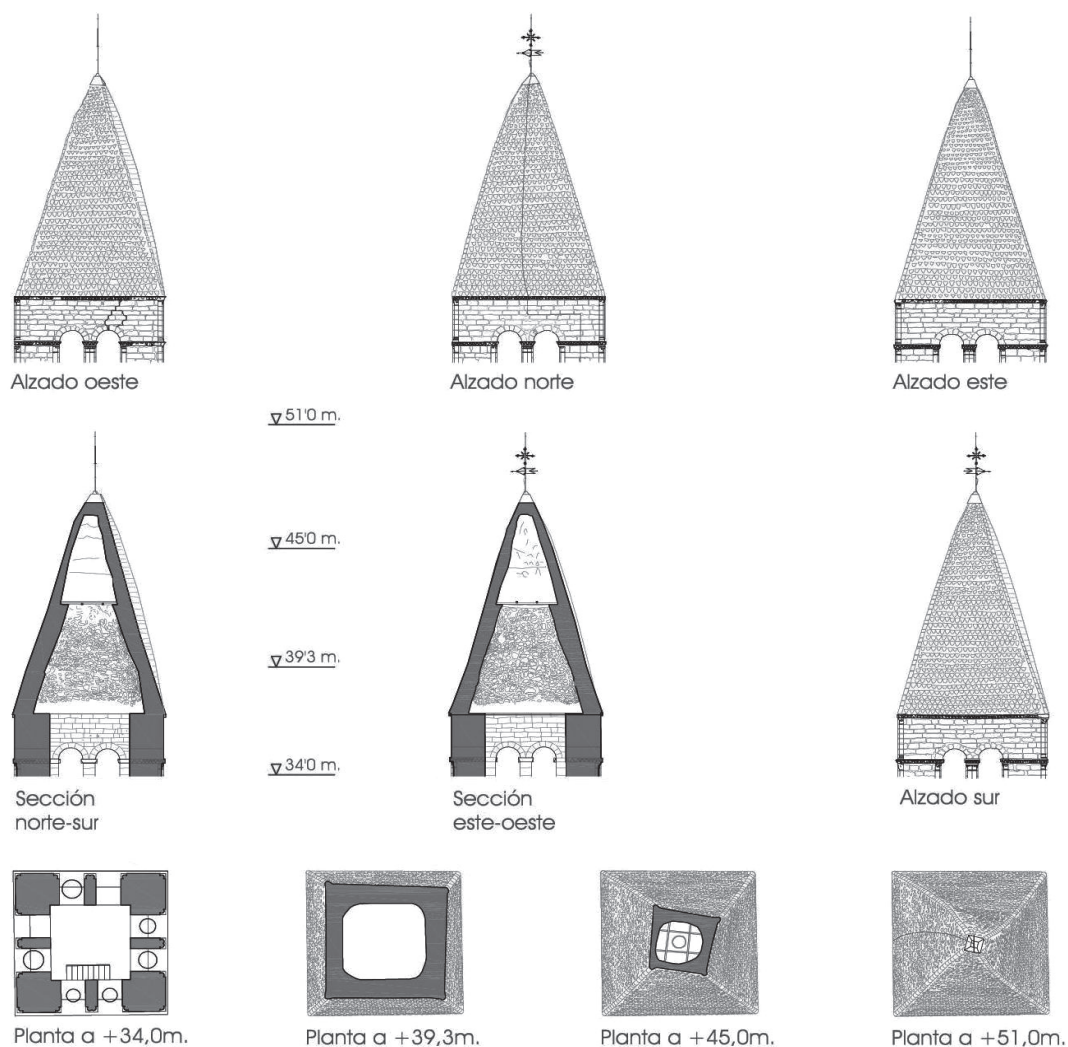 Alzado oeste
Alzado norte
Alzado este
51'0 m.
45'0 m.
39'3 m.
34'0 m.
Sección
norte-sur
Sección
este-oeste
Alzado sur
Planta a +34,0m.
Planta a +39,3m.
Planta a +45,0m.
Planta a +51,0m.